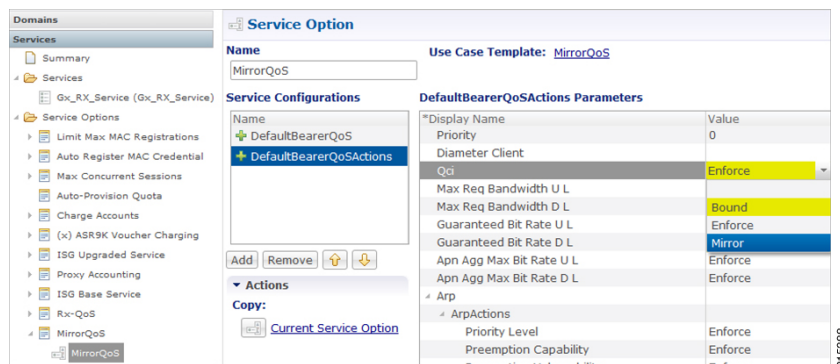 Domains
Services
Summary
Services
Gx_RX_Service (Gx_RX_Service)
Service Options
Limit Max MAC Registrations
Auto Register MAC Credential
Max Concurrent Sessions
Auto-Provision Quota
Charge Accounts
(x) ASR9K Voucher Charging
ISG Upgraded Service
Proxy Accounting
ISG Base Service
Rx-QoS
MirrorQoS
MirrorQoS
Service Option
Name
Use Case Template: MirrorQoS
MirrorQoS
Service Configurations
Name
DefaultBearerQoS
DefaultBearerQoSActions
Add Remove
Actions
Copy:
Current Service Option
DefaultBearerQoSActions Parameters
*Display Name Value
Priority 0
Diameter Client
Qci Enforce
Max Req Bandwidth U L
Max Req Bandwidth D L Bound
Guaranteed Bit Rate U L Enforce
Guaranteed Bit Rate D L Mirror
Apn Agg Max Bit Rate U L Enforce
Apn Agg Max Bit Rate D L Enforce
Arp
ArpActions
Priority Level Enforce
Preemption Capability Enforce